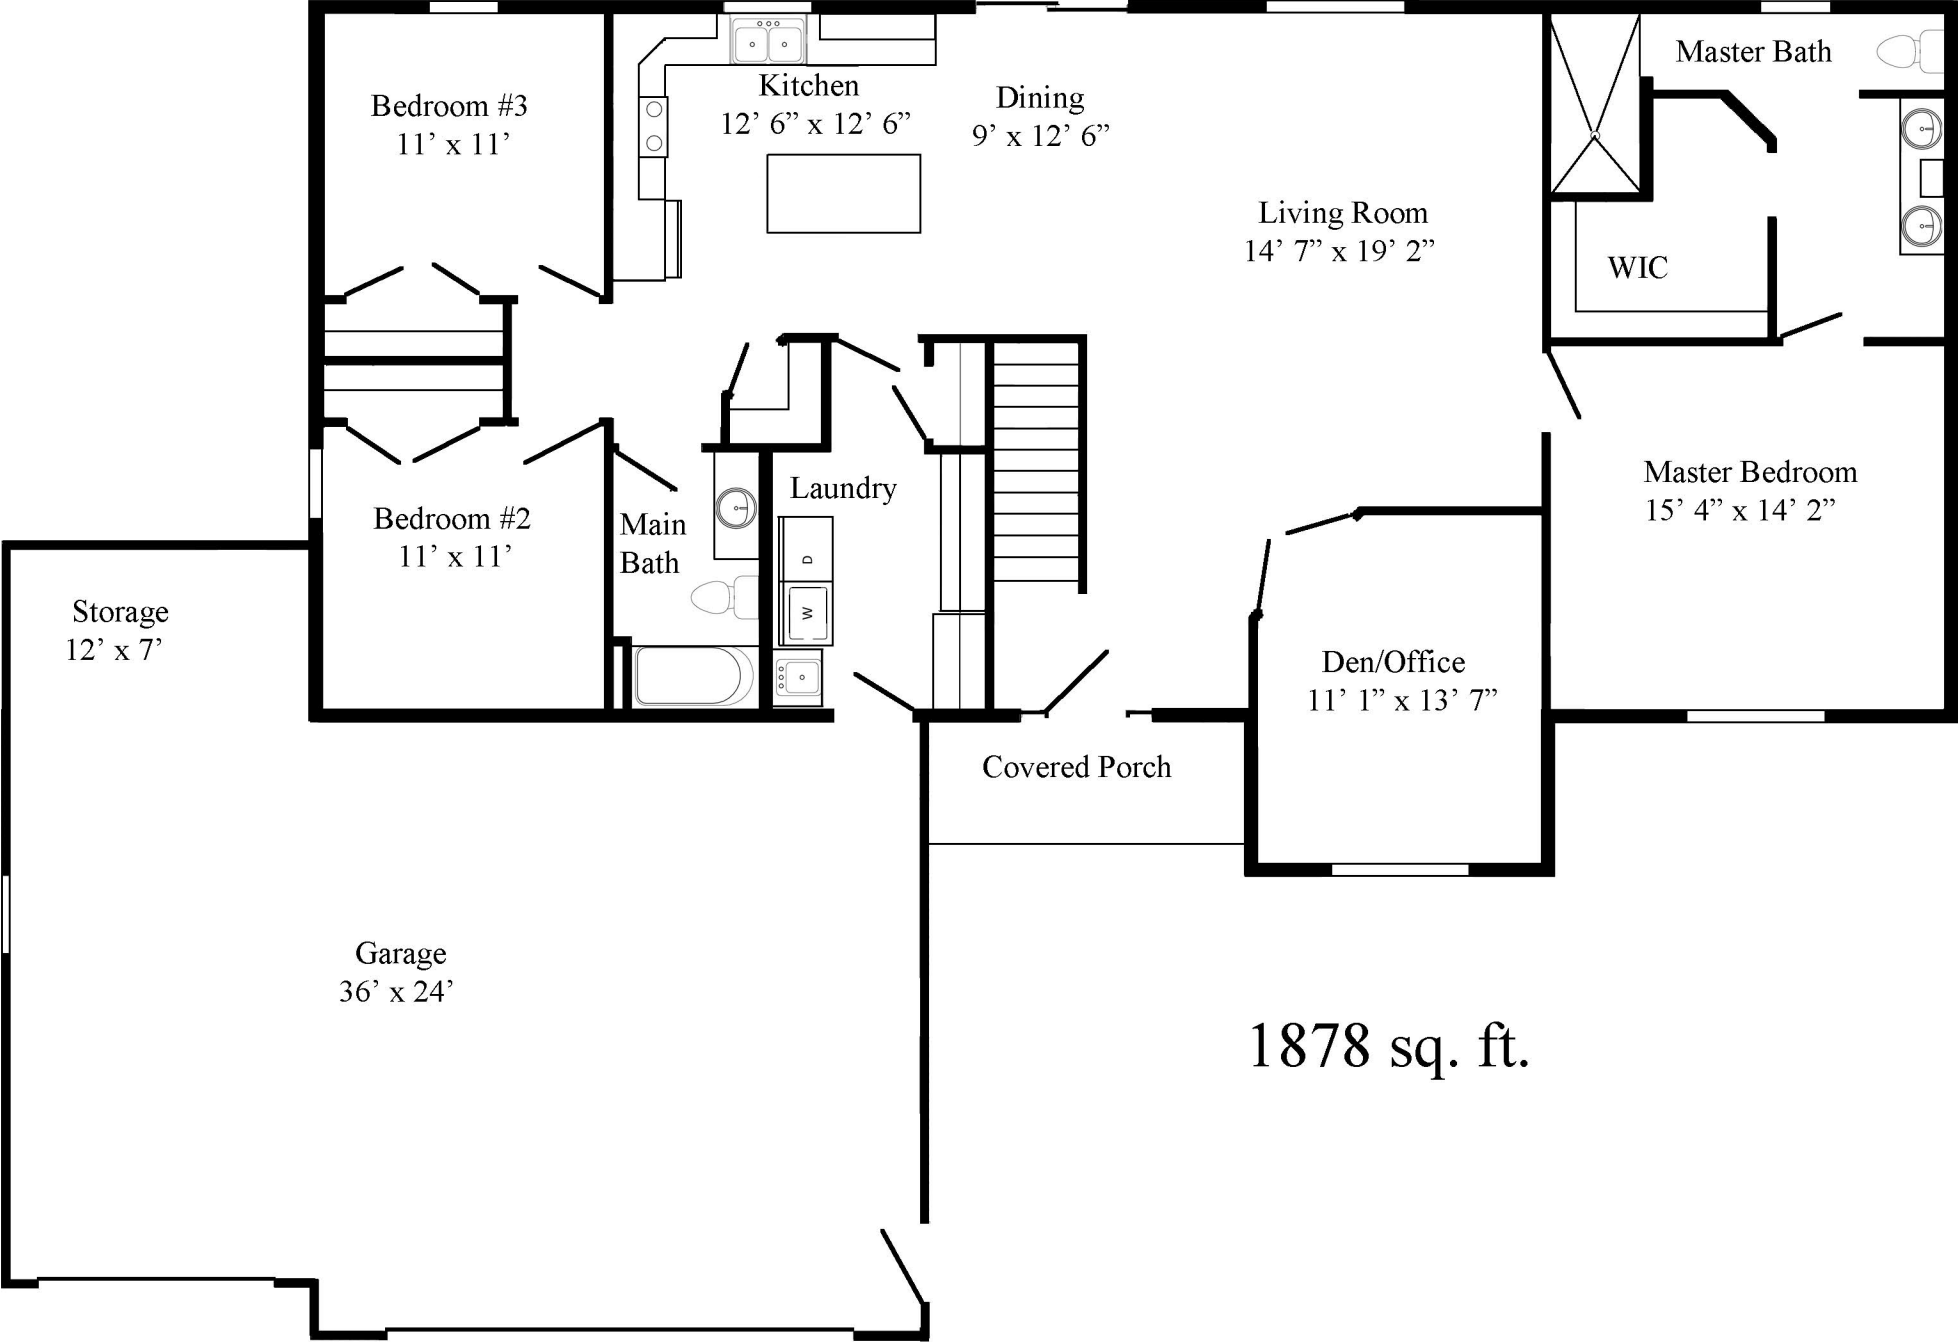 Bedroom #3
11’ x 11’
Kitchen
12’ 6” x 12’ 6”
Dining
9’ x 12’ 6”
Living Room
14’ 7” x 19’ 2”
Master Bath
WIC
Master Bedroom
15’ 4” x 14’ 2”
Bedroom #2
11’ x 11’
Main
Bath
Laundry
D
W
Storage
12’ x 7’
Den/Office
11’ 1” x 13’ 7”
Covered Porch
Garage
36’ x 24’
1878 sq. ft.